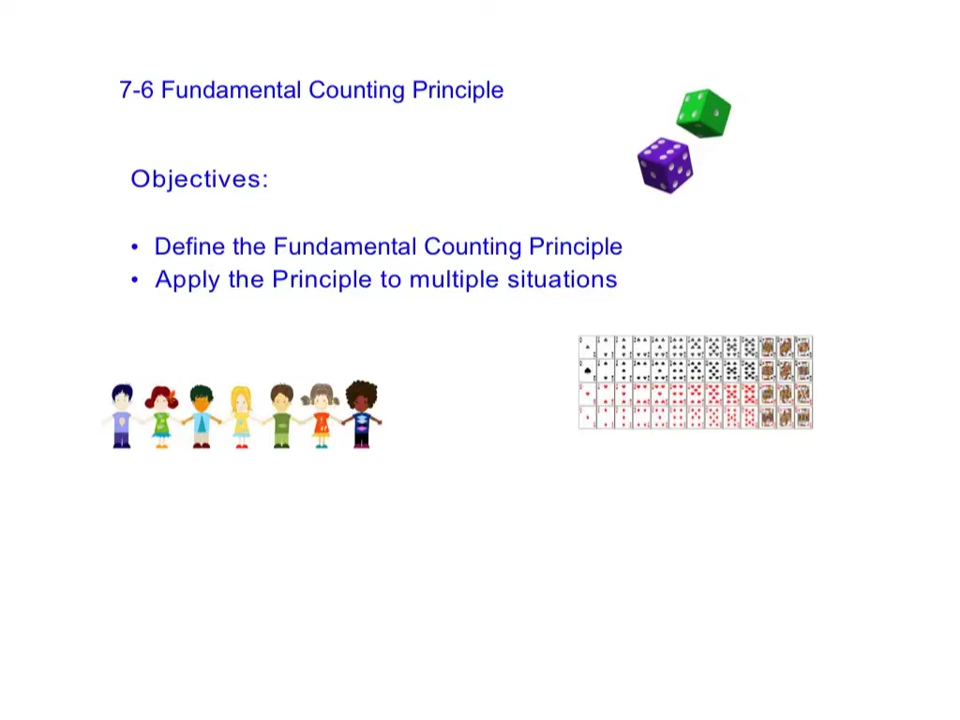 7-6 Fundamental Counting Principle
Objectives:
• Define the Fundamental Counting Principle
• Apply the Principle to multiple situations